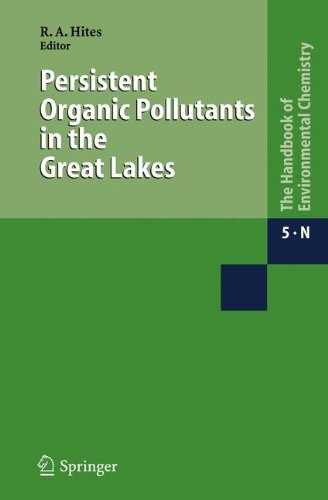 R. A. Hites
Editor
Persistent
Organic Pollutants
in the
Great Lakes
The Handbook of
Environmental Chemistry
5 · N
Springer